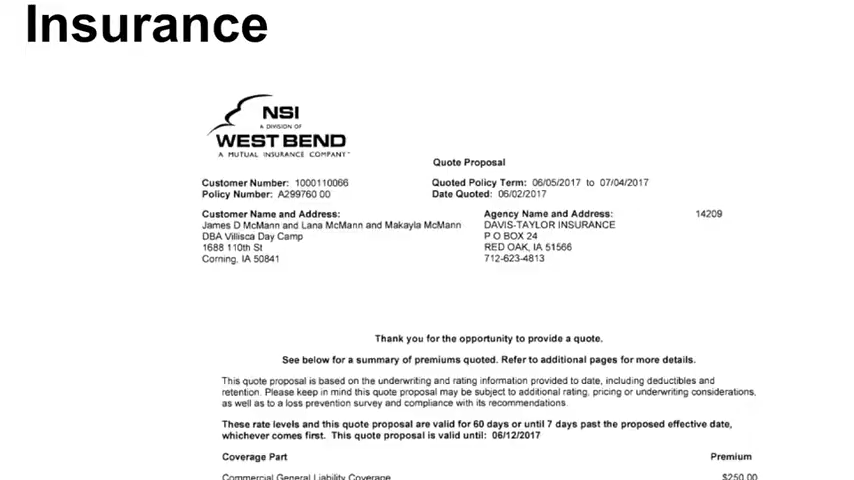 Insurance
NSI
A DIVISION OF
WEST BEND
A MUTUAL INSURANCE COMPANY
Quote Proposal
Customer Number: 1000110066
Quoted Policy Term: 06/05/2017 to 07/04/2017
Policy Number: A299760 00
Date Quoted: 06/02/2017
Customer Name and Address:
James D McMann and Lana McMann and Makayla McMann
DBA Villisca Day Camp
1688 110th St
Corning, IA 50841
Agency Name and Address: 14209
DAVIS-TAYLOR INSURANCE
P O BOX 24
RED OAK, IA 51566
712-623-4813
Thank you for the opportunity to provide a quote.
See below for a summary of premiums quoted. Refer to additional pages for more details.
This quote proposal is based on the underwriting and rating information provided to date, including deductibles and
retention. Please keep in mind this quote proposal may be subject to additional rating, pricing or underwriting considerations,
as well as to a loss prevention survey and compliance with its recommendations.
These rate levels and this quote proposal are valid for 60 days or until 7 days past the proposed effective date,
whichever comes first. This quote proposal is valid until: 06/12/2017
Coverage Part Premium
Commercial General Liability Coverage $250.00